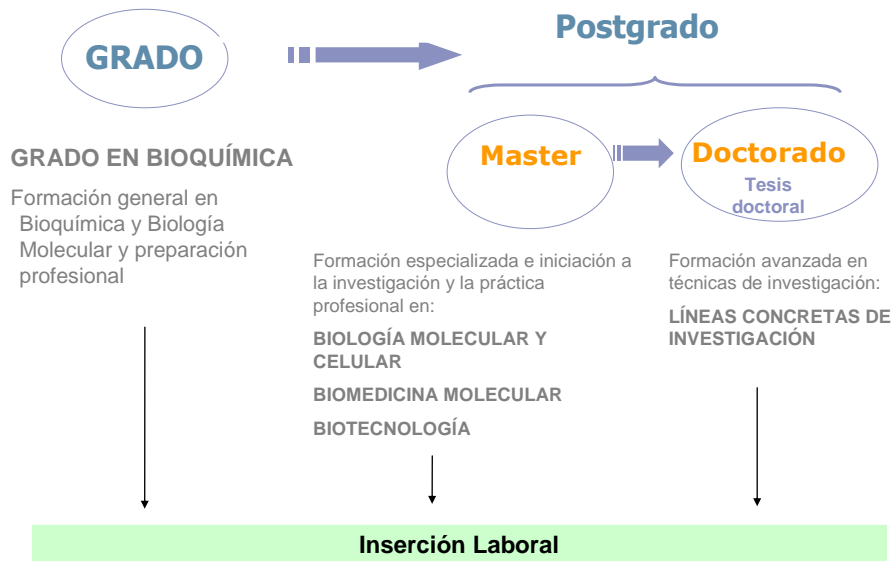 GRADO
Postgrado
GRADO EN BIOQUÍMICA
Formación general en
Bioquímica y Biología
Molecular y preparación
profesional
Master
Doctorado
Tesis
doctoral
Formación especializada e iniciación a
la investigación y la práctica
profesional en:
BIOLOGÍA MOLECULAR Y
CELULAR
BIOMEDICINA MOLECULAR
BIOTECNOLOGÍA
Formación avanzada en
técnicas de investigación:
LÍNEAS CONCRETAS DE
INVESTIGACIÓN
Inserción Laboral